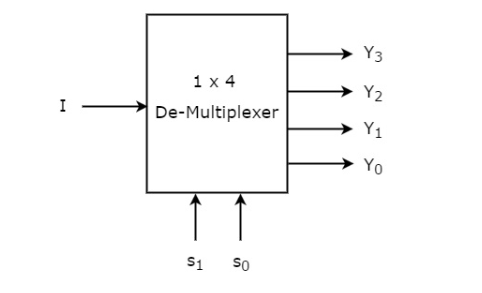 Y₃
1 x 4
Y₂
I
De-Multiplexer
Y₁
Y₀
s₁ s₀